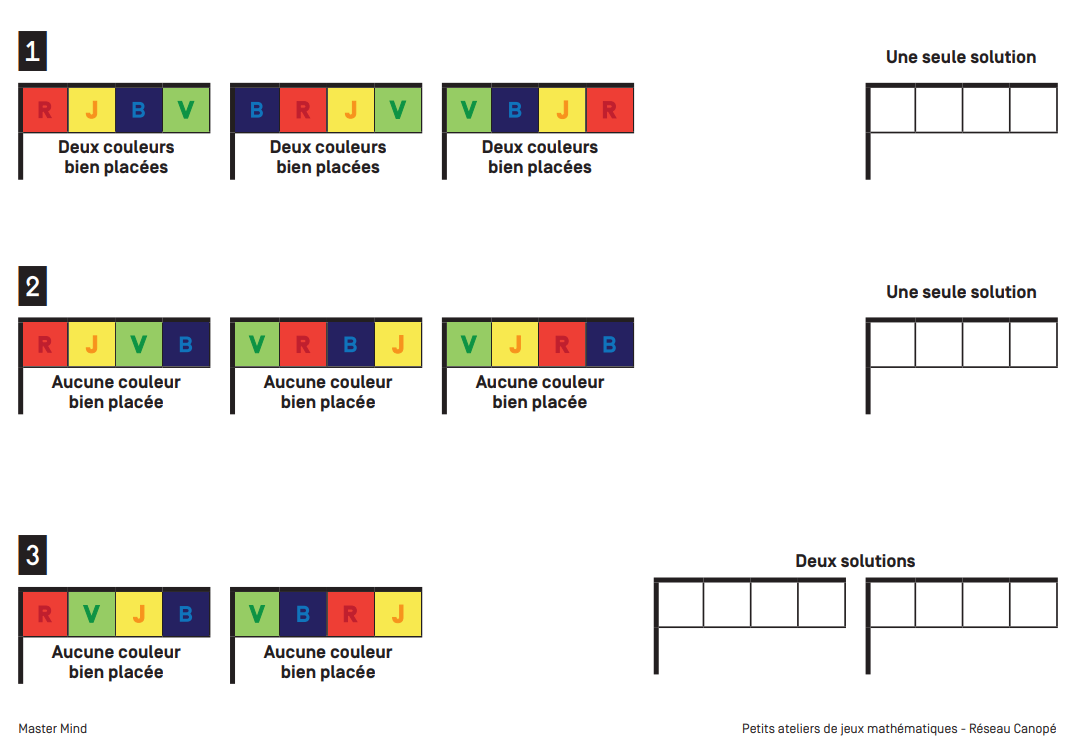 1
Une seule solution
R J B V
B R J V
V B J R
Deux couleurs
bien placées
Deux couleurs
bien placées
Deux couleurs
bien placées
2
Une seule solution
R J V B
V R B J
V J R B
Aucune couleur
bien placée
Aucune couleur
bien placée
Aucune couleur
bien placée
3
Deux solutions
R V J B
V B R J
Aucune couleur
bien placée
Aucune couleur
bien placée
Master Mind
Petits ateliers de jeux mathématiques - Réseau Canopé